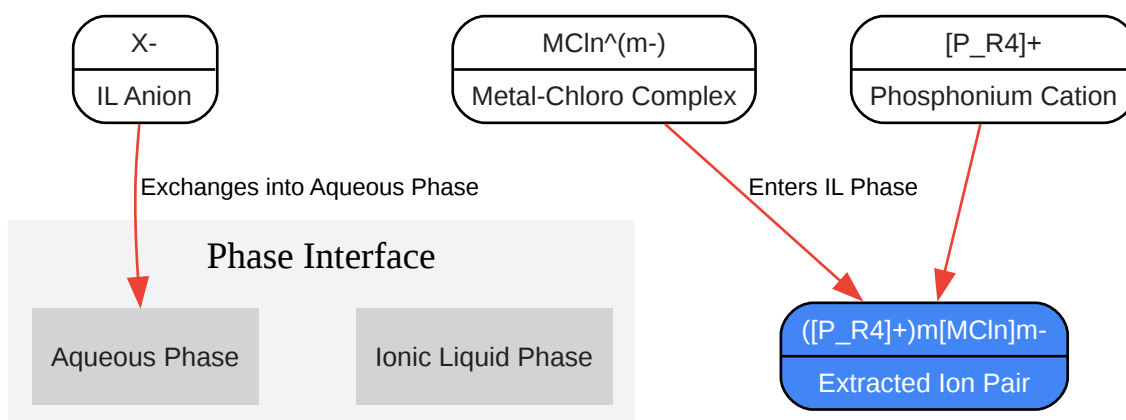 X-
IL Anion
MCln^(m-)
Metal-Chloro Complex
[P_R4]+
Phosphonium Cation
Exchanges into Aqueous Phase
Enters IL Phase
Phase Interface
Aqueous Phase
Ionic Liquid Phase
([P_R4]+)m[MCln]m-
Extracted Ion Pair